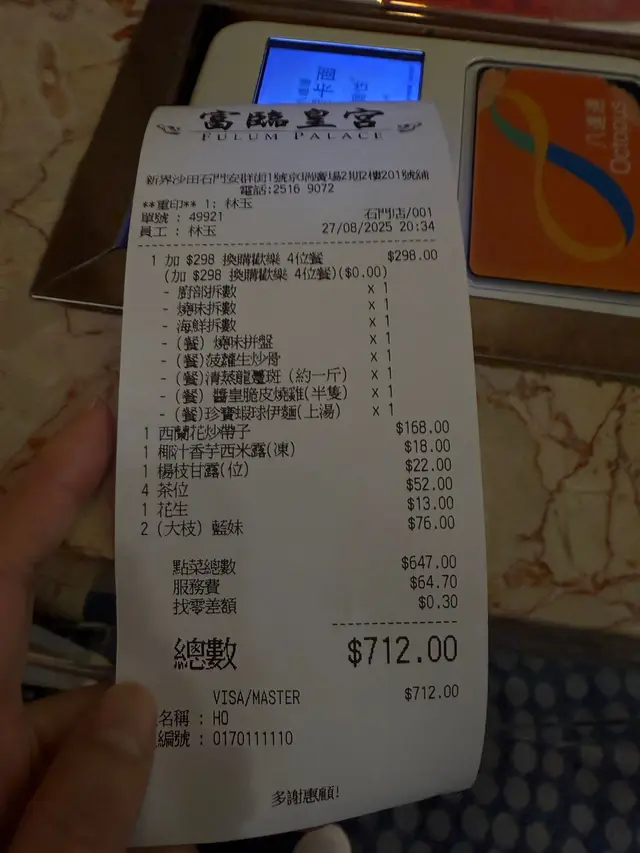 富臨皇宮
FULUM PALACE
新界沙田石門安群街1號京瑞廣場2期2樓201號舖
電話:2516 9072
**重印** 1: 林玉
單號 : 49921 石門店/001
員工 : 林玉 27/08/2025 20:34
1 加 $298 換購歡樂 4位餐 $298.00
(加 $298 換購歡樂 4位餐)($0.00)
- 廚部拆數 x 1
- 燒味拆數 x 1
- 海鮮拆數 x 1
- (餐) 燒味拼盤 x 1
- (餐)菠蘿生炒骨 x 1
- (餐)清蒸龍躉斑 (約一斤) x 1
- (餐) 醬皇脆皮燒雞(半隻) x 1
- (餐)珍寶蝦球伊麵(上湯) x 1
1 西蘭花炒帶子 $168.00
1 椰汁香芋西米露(凍) $18.00
1 楊枝甘露(位) $22.00
4 茶位 $52.00
1 花生 $13.00
2 (大枝) 藍妹 $76.00
點菜總數 $647.00
服務費 $64.70
找零差額 $0.30
總數 $712.00
VISA/MASTER $712.00
名稱 : HO
編號 : 0170111110
多謝惠顧!
八達通
Octopus